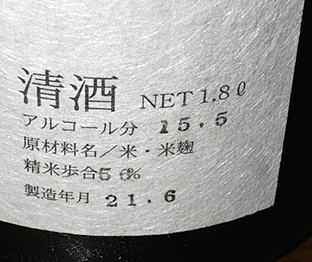 清酒 NET 1.8ℓ
アルコール分 15.5
原材料名／米・米麹
精米歩合50%
製造年月 21.6